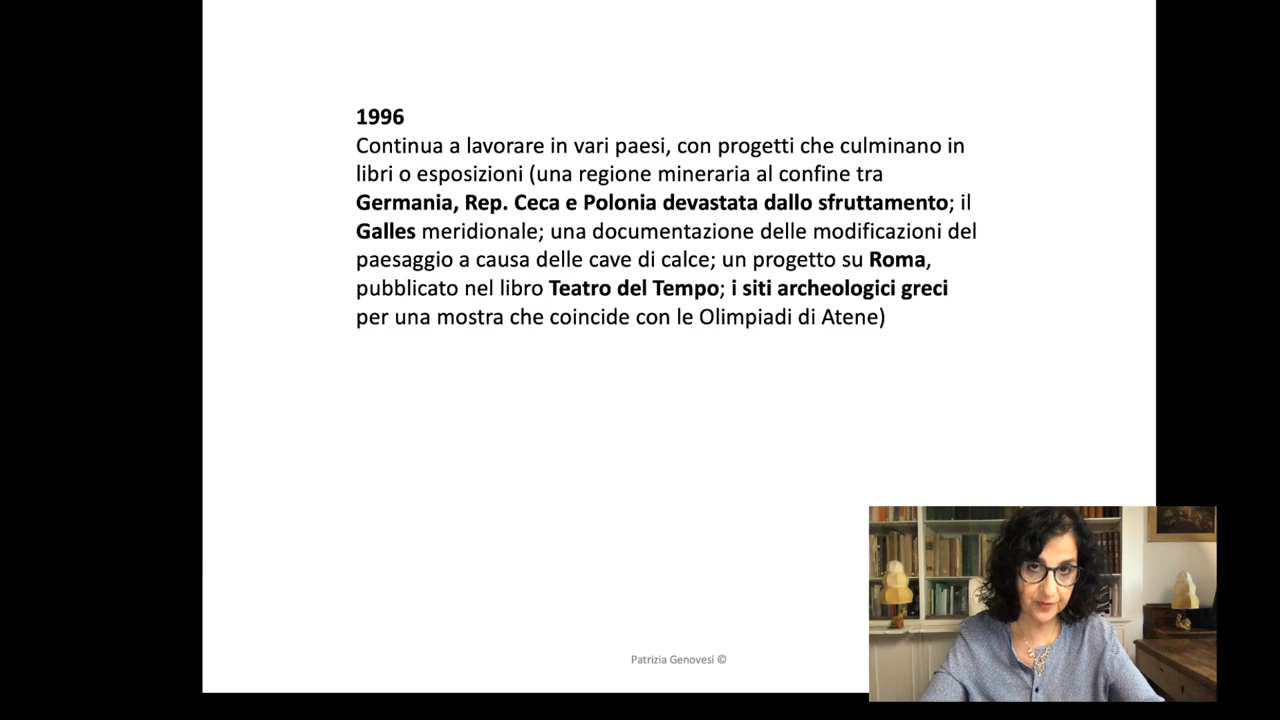 1996
Continua a lavorare in vari paesi, con progetti che culminano in
libri o esposizioni (una regione mineraria al confine tra
Germania, Rep. Ceca e Polonia devastata dallo sfruttamento; il
Galles meridionale; una documentazione delle modificazioni del
paesaggio a causa delle cave di calce; un progetto su Roma,
pubblicato nel libro Teatro del Tempo; i siti archeologici greci
per una mostra che coincide con le Olimpiadi di Atene)
Patrizia Genovesi ©